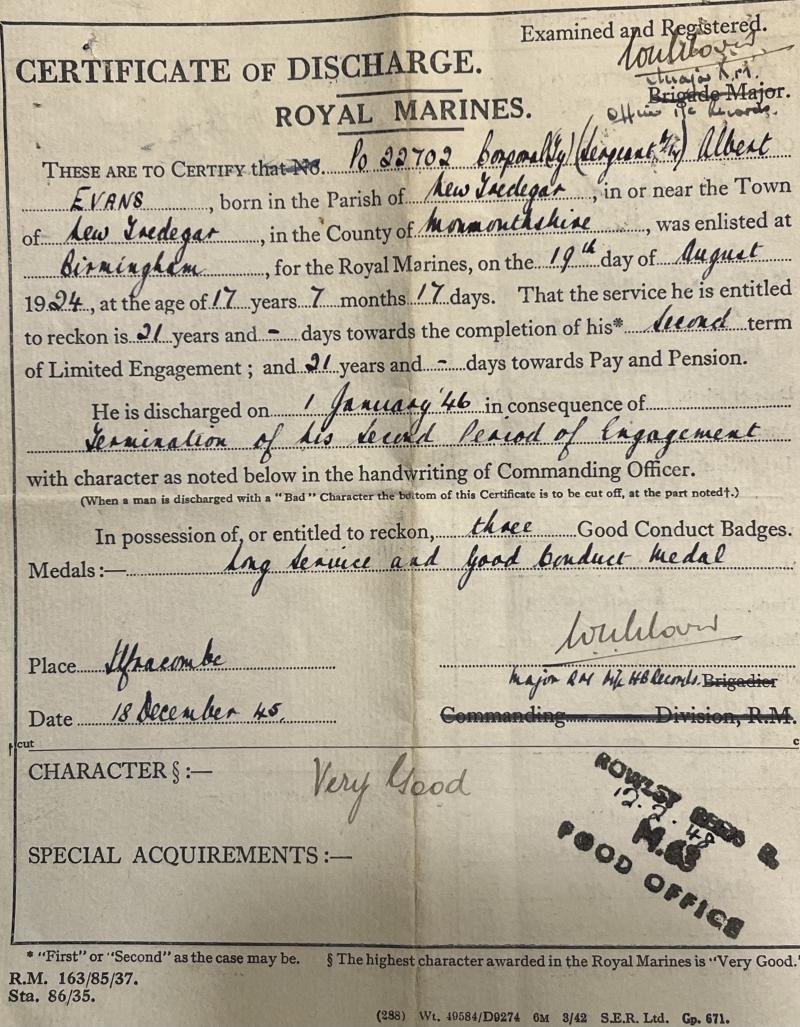 Examined and Registered.
CERTIFICATE OF DISCHARGE.
Major R.M.
Brigade Major.
Officer i/c Records.
ROYAL MARINES.
THESE ARE TO CERTIFY that No. Po 22702 Corporal (Ty) (Sergeant Albert
EVANS, born in the Parish of New Tredegar, in or near the Town
of New Tredegar, in the County of Monmouthshire, was enlisted at
Birmingham, for the Royal Marines, on the 19th day of August
1924, at the age of 17 years 7 months 17 days. That the service he is entitled
to reckon is 21 years and - days towards the completion of his* Second term
of Limited Engagement; and 21 years and - days towards Pay and Pension.
He is discharged on 1 January '46 in consequence of
Termination of his Second Period of Engagement
with character as noted below in the handwriting of Commanding Officer.
(When a man is discharged with a "Bad" Character the bottom of this Certificate is to be cut off, at the part noted†.)
In possession of, or entitled to reckon, three Good Conduct Badges.
Medals:— Long Service and Good Conduct Medal
Place Ilfracombe
Major RM Records. Brigadier
Date 18 December 45.
Commanding Division, R.M.
† cut c
CHARACTER §:— Very Good
12.2.48
M.63
FOOD OFFICE
SPECIAL ACQUIREMENTS:—
* "First" or "Second" as the case may be. § The highest character awarded in the Royal Marines is "Very Good."
R.M. 163/85/37.
Sta. 86/35.
(288) Wt. 49584/D9274 6M 3/42 S.E.R. Ltd. Gp. 671.